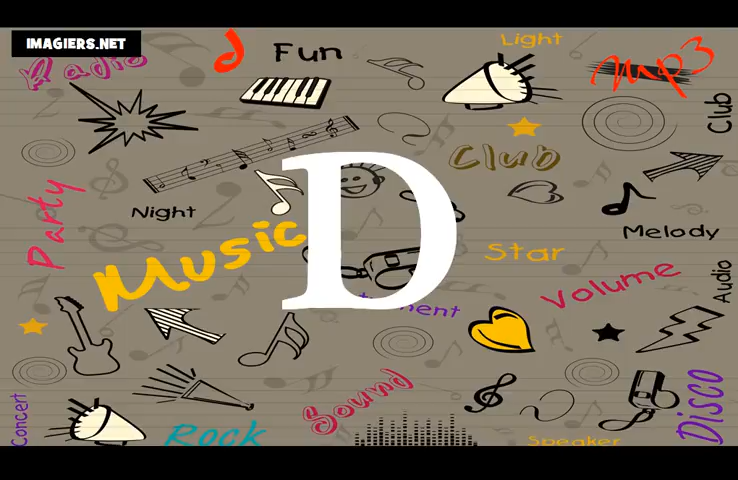 IMAGIERS.NET
Radio
Fun
Light
mp3
Club
Club
Party
Night
Music
D
Star
Melody
Volume
Audio
Concert
Rock
Sound
Speaker
Disco